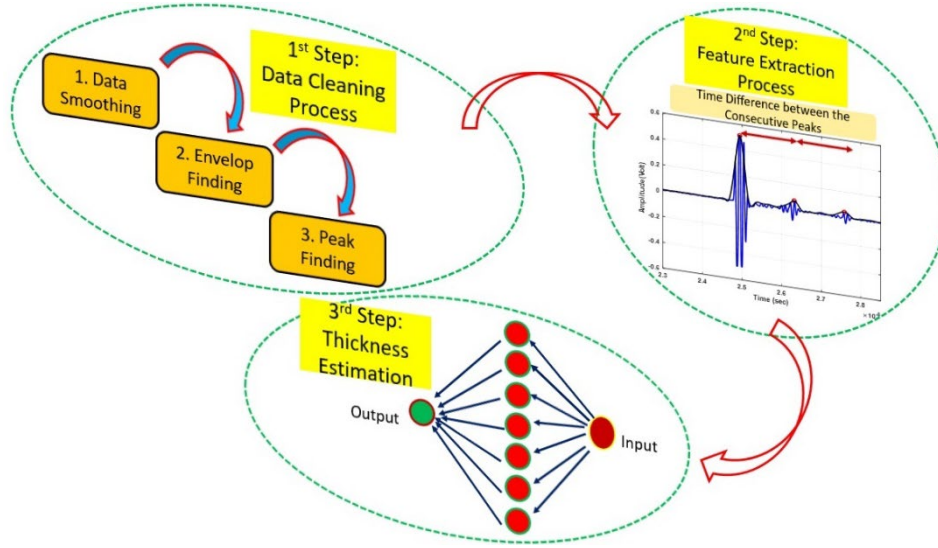 1st Step:
Data Cleaning
Process
1. Data
Smoothing
2. Envelop
Finding
3. Peak
Finding
2nd Step:
Feature Extraction
Process
Time Difference between the
Consecutive Peaks
Amplitude(Volt)
0.6
0.4
0.2
0
-0.2
-0.4
-0.6
2.3
2.4
2.5
2.6
2.7
2.8
Time (sec)
3rd Step:
Thickness
Estimation
Output
Input